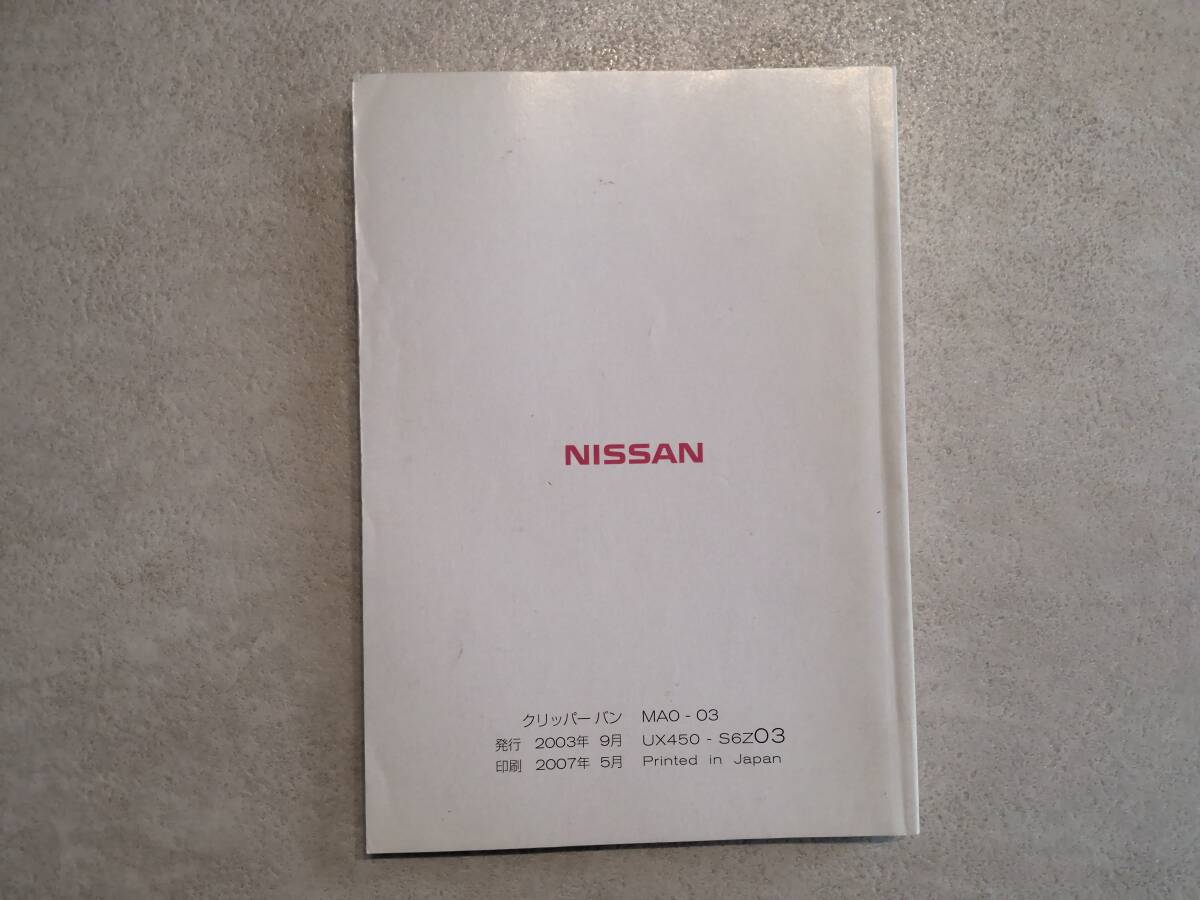 NISSAN
クリッパー バン MA0 - 03
発行 2003年 9月 UX450 - S6Z03
印刷 2007年 5月 Printed in Japan